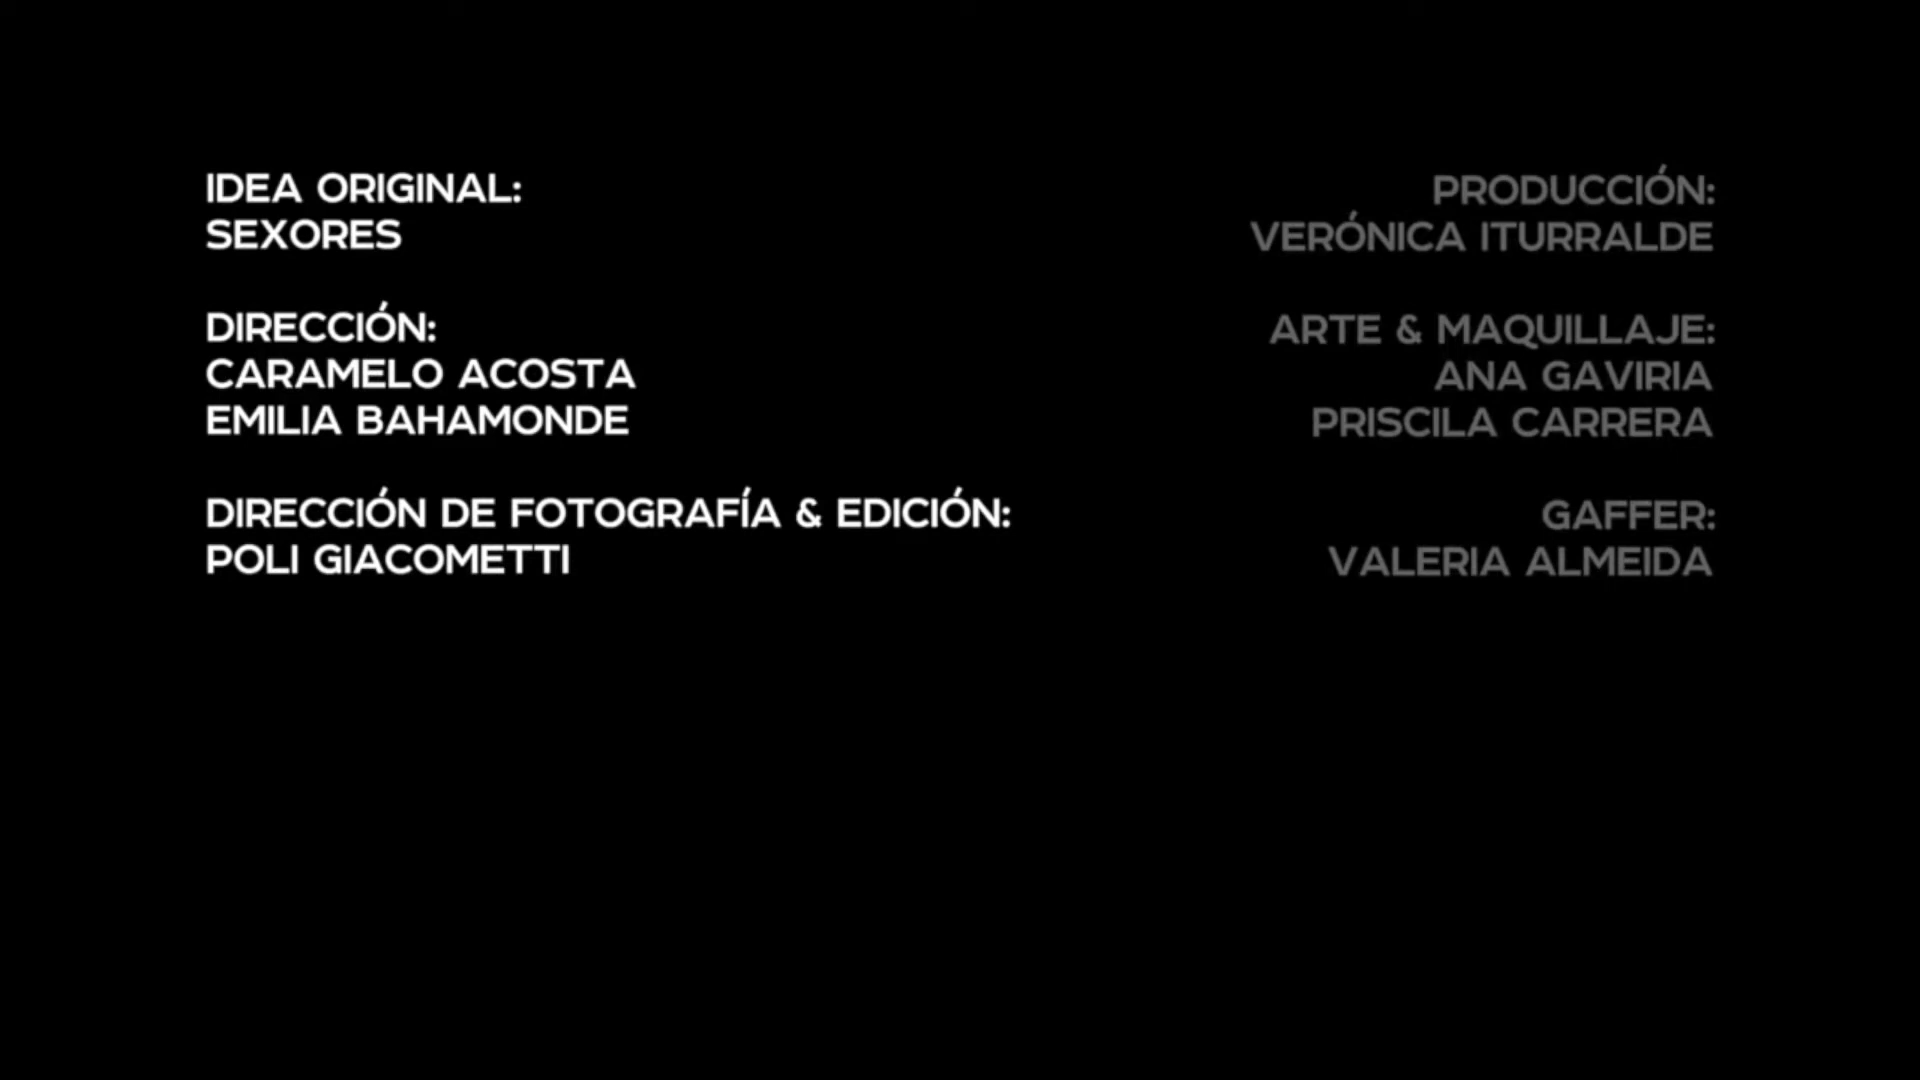 IDEA ORIGINAL:
SEXORES
DIRECCIÓN:
CARAMELO ACOSTA
EMILIA BAHAMONDE
DIRECCIÓN DE FOTOGRAFÍA & EDICIÓN:
POLI GIACOMETTI
PRODUCCIÓN:
VERÓNICA ITURRALDE
ARTE & MAQUILLAJE:
ANA GAVIRIA
PRISCILA CARRERA
GAFFER:
VALERIA ALMEIDA